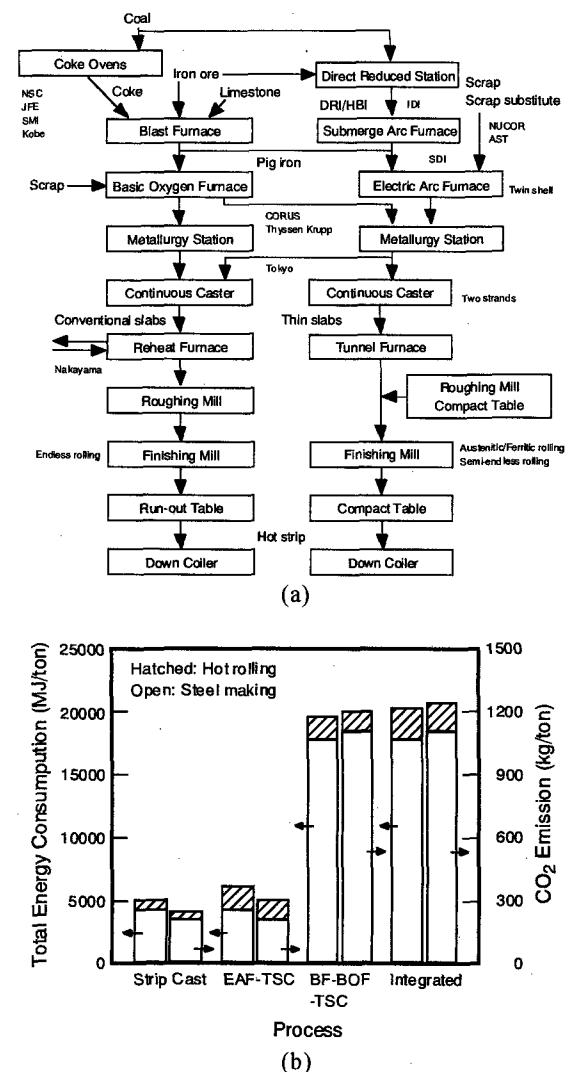 Coal
Coke Ovens
Iron ore
Direct Reduced Station
Scrap
Scrap substitute
NSC
JFE
SMI
Kobe
Coke
Limestone
DRI/HBI
IDI
NUCOR
AST
Blast Furnace
Submerge Arc Furnace
Pig iron
SDI
Scrap
Basic Oxygen Furnace
Electric Arc Furnace
Twin shell
CORUS
Thyssen Krupp
Metallurgy Station
Metallurgy Station
Tokyo
Continuous Caster
Continuous Caster
Two strands
Conventional slabs
Thin slabs
Reheat Furnace
Tunnel Furnace
Nakayama
Roughing Mill
Compact Table
Roughing Mill
Endless rolling
Finishing Mill
Finishing Mill
Austenitic/Ferritic rolling
Semi-endless rolling
Run-out Table
Compact Table
Hot strip
Down Coiler
Down Coiler
(a)
Total Energy Consumpution (MJ/ton)
25000
20000
15000
10000
5000
0
Hatched: Hot rolling
Open: Steel making
1500
1200
900
600
300
0
CO2 Emission (kg/ton)
Strip Cast
EAF-TSC
BF-BOF
-TSC
Integrated
Process
(b)